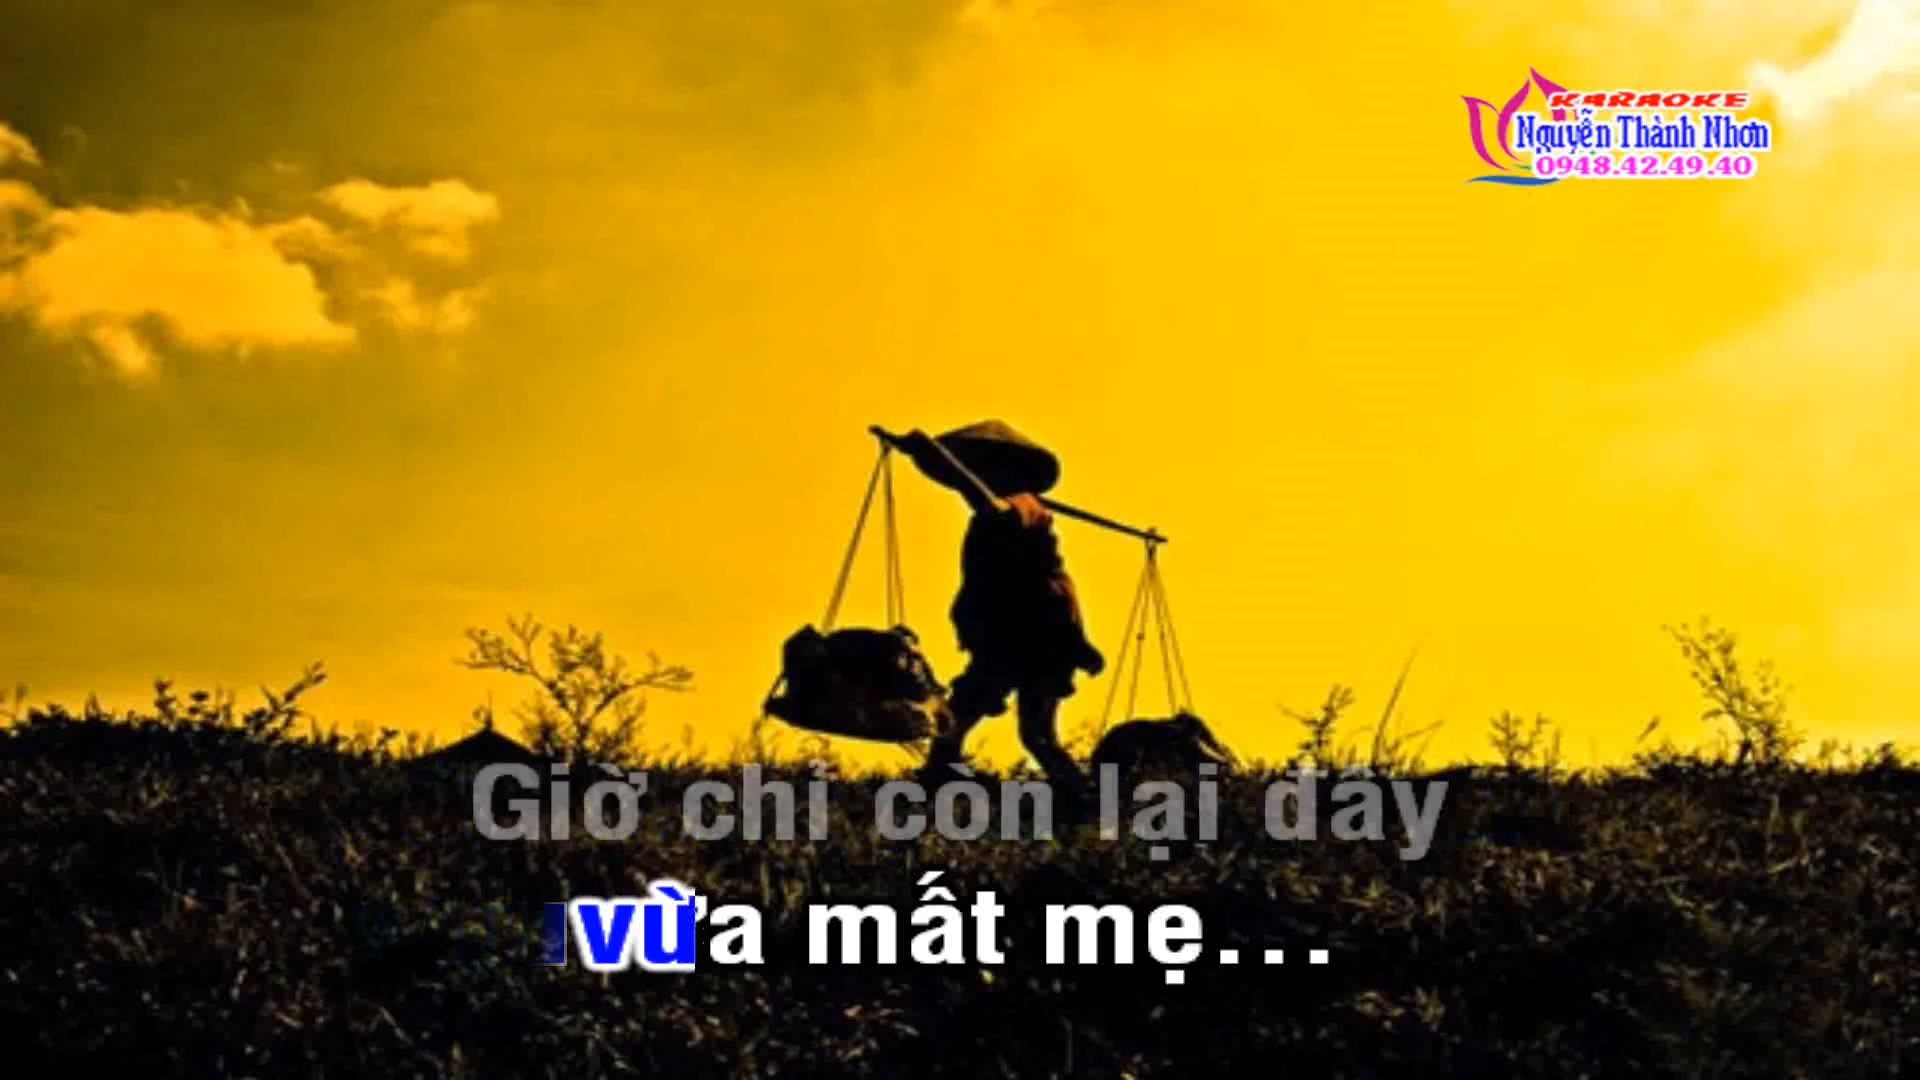 KARAOKE
Nguyễn Thành Nhơn
0948.42.49.40
Giờ chỉ còn lại đây
vừa mất mẹ...